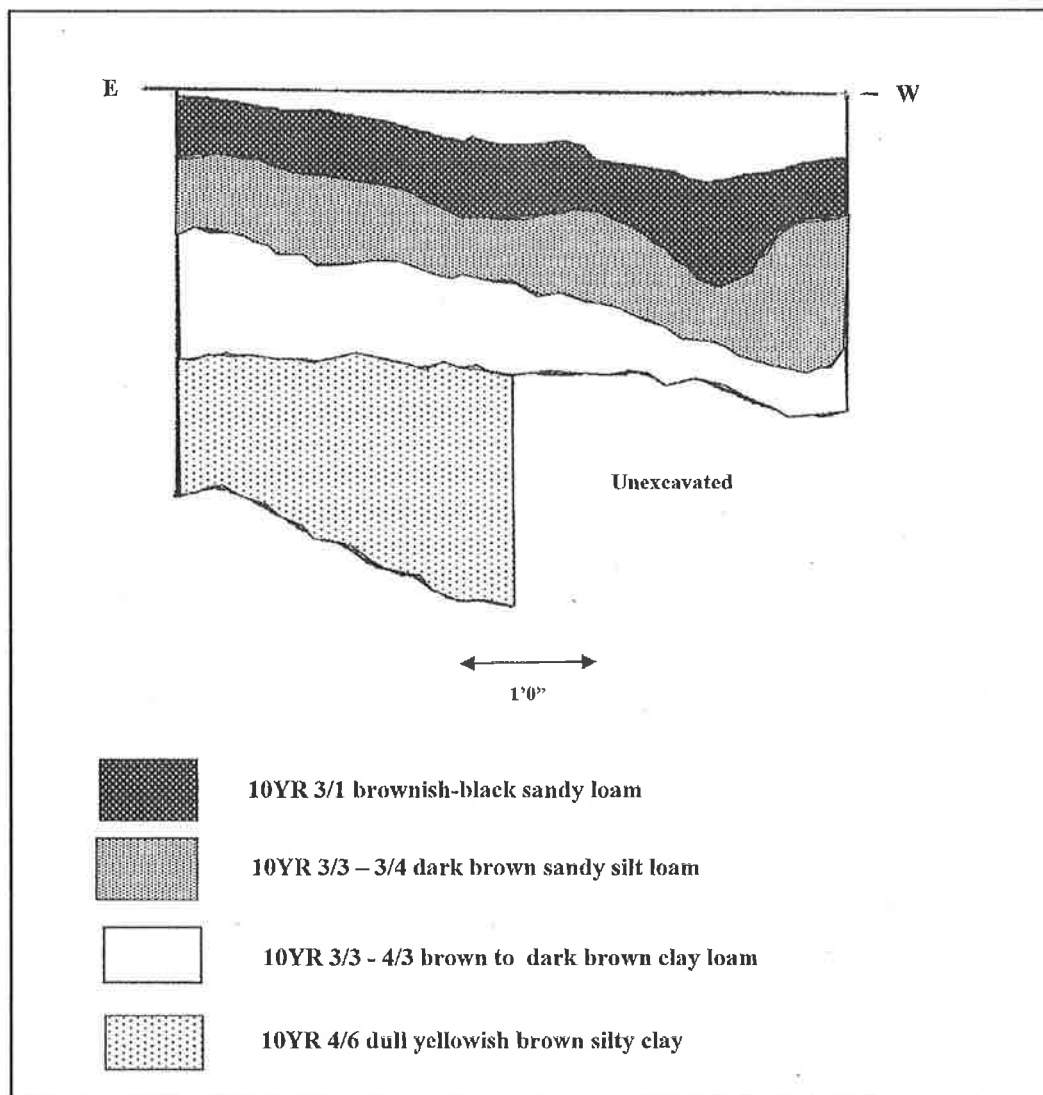 E
W
Unexcavated
1’0”
10YR 3/1 brownish-black sandy loam
10YR 3/3 – 3/4 dark brown sandy silt loam
10YR 3/3 - 4/3 brown to dark brown clay loam
10YR 4/6 dull yellowish brown silty clay